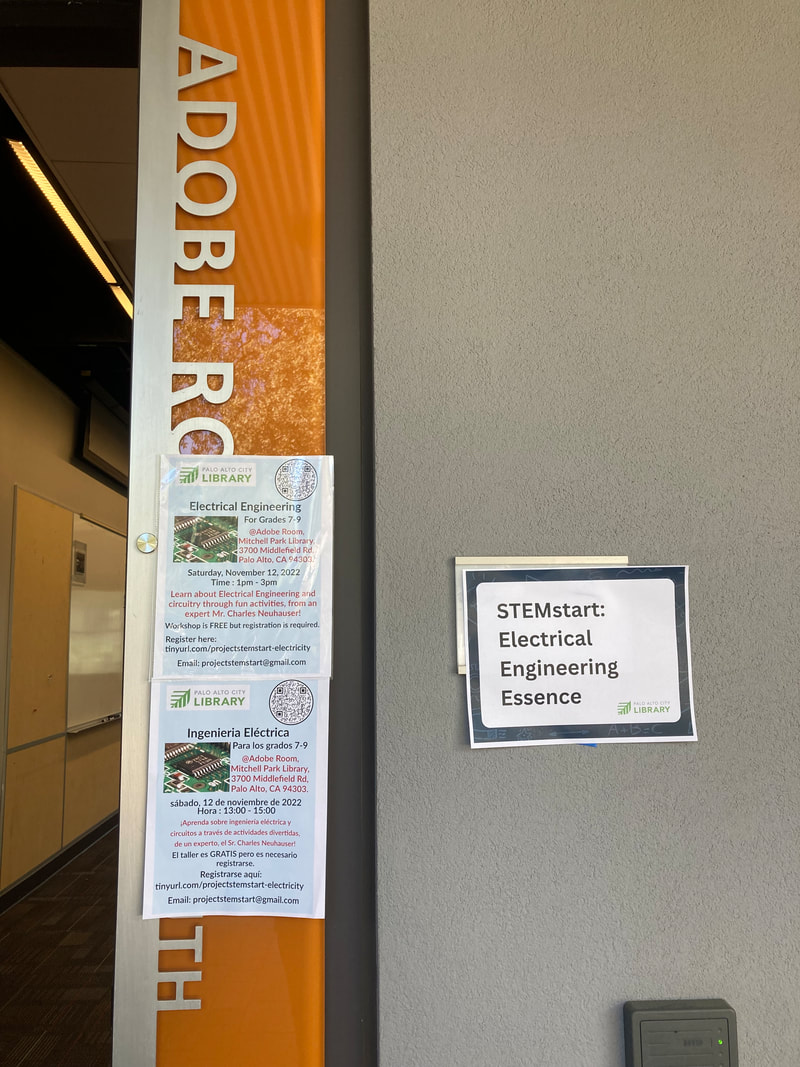 ADOBE RO
PALO ALTO CITY
LIBRARY
Electrical Engineering
For Grades 7-9
@Adobe Room,
Mitchell Park Library,
3700 Middlefield Rd,
Palo Alto, CA 94303.
Saturday, November 12, 2022
Time : 1pm - 3pm
Learn about Electrical Engineering and
circuitry through fun activities, from an
expert Mr. Charles Neuhauser!
Workshop is FREE but registration is required.
Register here:
tinyurl.com/projectstemstart-electricity
Email: projectstemstart@gmail.com
PALO ALTO CITY
LIBRARY
Ingenieria Eléctrica
Para los grados 7-9
@Adobe Room,
Mitchell Park Library,
3700 Middlefield Rd,
Palo Alto, CA 94303.
sábado, 12 de noviembre de 2022
Hora : 13:00 - 15:00
¡Aprenda sobre ingeniería eléctrica y
circuitos a través de actividades divertidas,
de un experto, el Sr. Charles Neuhauser!
El taller es GRATIS pero es necesario
registrarse.
Registrarse aquí:
tinyurl.com/projectstemstart-electricity
Email: projectstemstart@gmail.com
TH
STEMstart:
Electrical
Engineering
Essence
PALO ALTO CITY
LIBRARY
A+B=C